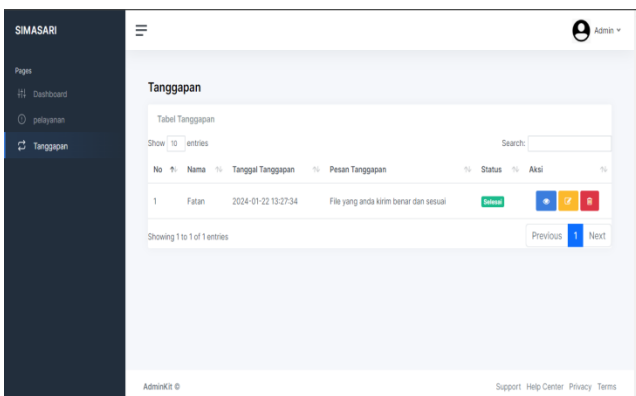 SIMASARI
Admin
Pages
Dashboard
pelayanan
Tanggapan
Tanggapan
Tabel Tanggapan
Show 10 entries
Search:
No Nama Tanggal Tanggapan Pesan Tanggapan Status Aksi
1 Fatan 2024-01-22 13:27:34 File yang anda kirim benar dan sesuai Selesai
Showing 1 to 1 of 1 entries
Previous 1 Next
AdminKit ©
Support Help Center Privacy Terms